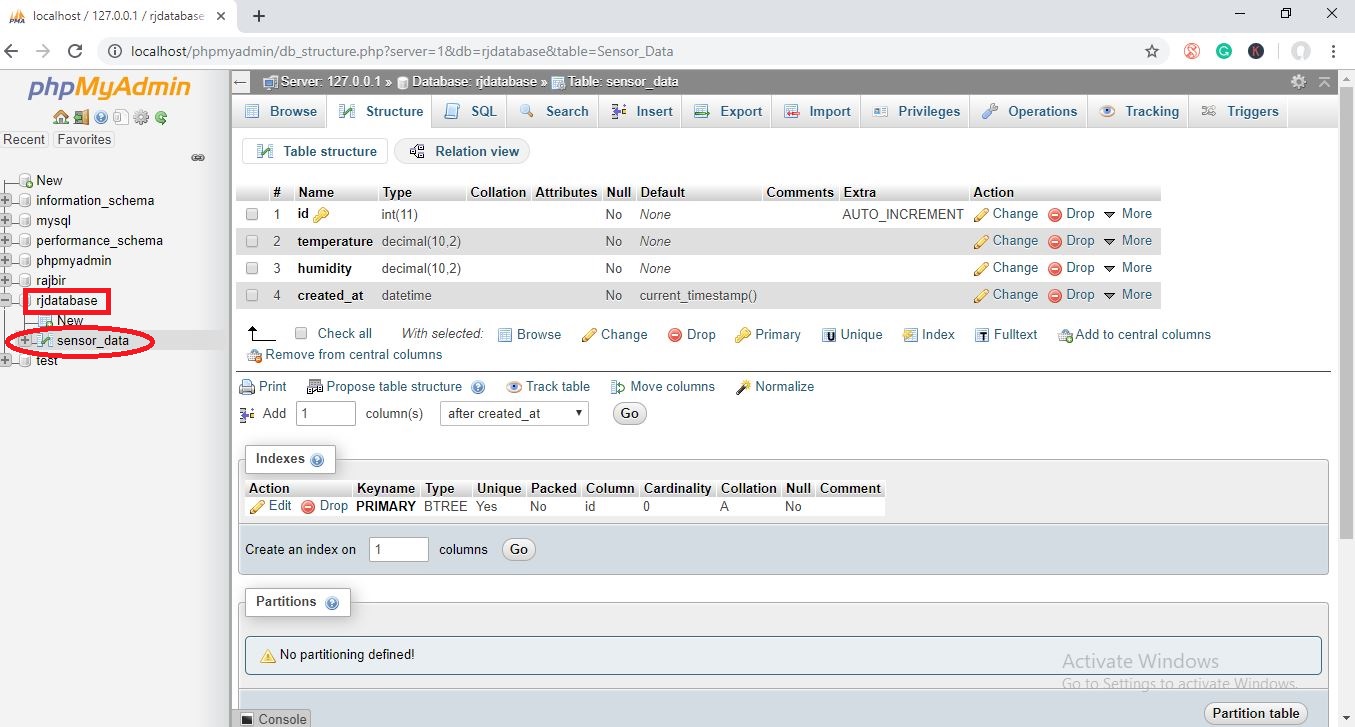 localhost / 127.0.0.1 / rjdatabase
localhost/phpmyadmin/db_structure.php?server=1&db=rjdatabase&table=Sensor_Data
phpMyAdmin
Recent Favorites
New
information_schema
mysql
performance_schema
phpmyadmin
rajbir
rjdatabase
New
sensor_data
test
Server: 127.0.0.1 » Database: rjdatabase » Table: sensor_data
Browse Structure SQL Search Insert Export Import Privileges Operations Tracking Triggers
Table structure Relation view
# Name Type Collation Attributes Null Default Comments Extra Action
1 id int(11) No None AUTO_INCREMENT Change Drop More
2 temperature decimal(10,2) No None Change Drop More
3 humidity decimal(10,2) No None Change Drop More
4 created_at datetime No current_timestamp() Change Drop More
Check all With selected: Browse Change Drop Primary Unique Index Fulltext Add to central columns
Remove from central columns
Print Propose table structure Track table Move columns Normalize
Add 1 column(s) after created_at Go
Indexes
Action Keyname Type Unique Packed Column Cardinality Collation Null Comment
Edit Drop PRIMARY BTREE Yes No id 0 A No
Create an index on 1 columns Go
Partitions
No partitioning defined!
Activate Windows
Go to Settings to activate Windows.
Partition table
Console